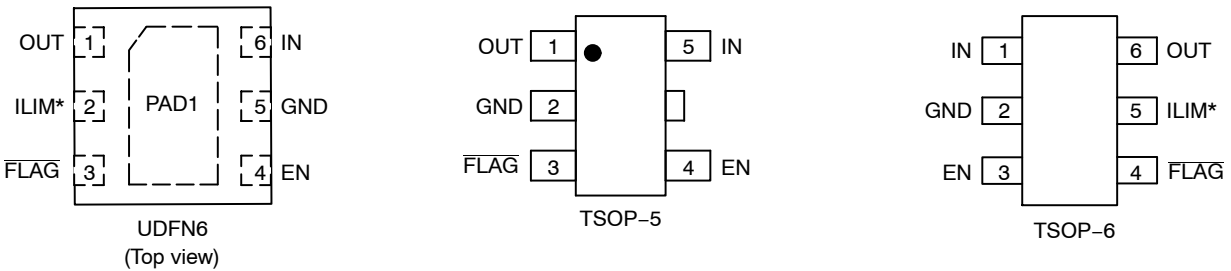 OUT 1 6 IN
ILIM* 2 PAD1 5 GND
FLAG 3 4 EN
UDFN6
(Top view)
OUT 1 5 IN
GND 2
FLAG 3 4 EN
TSOP−5
IN 1 6 OUT
GND 2 5 ILIM*
EN 3 4 FLAG
TSOP−6